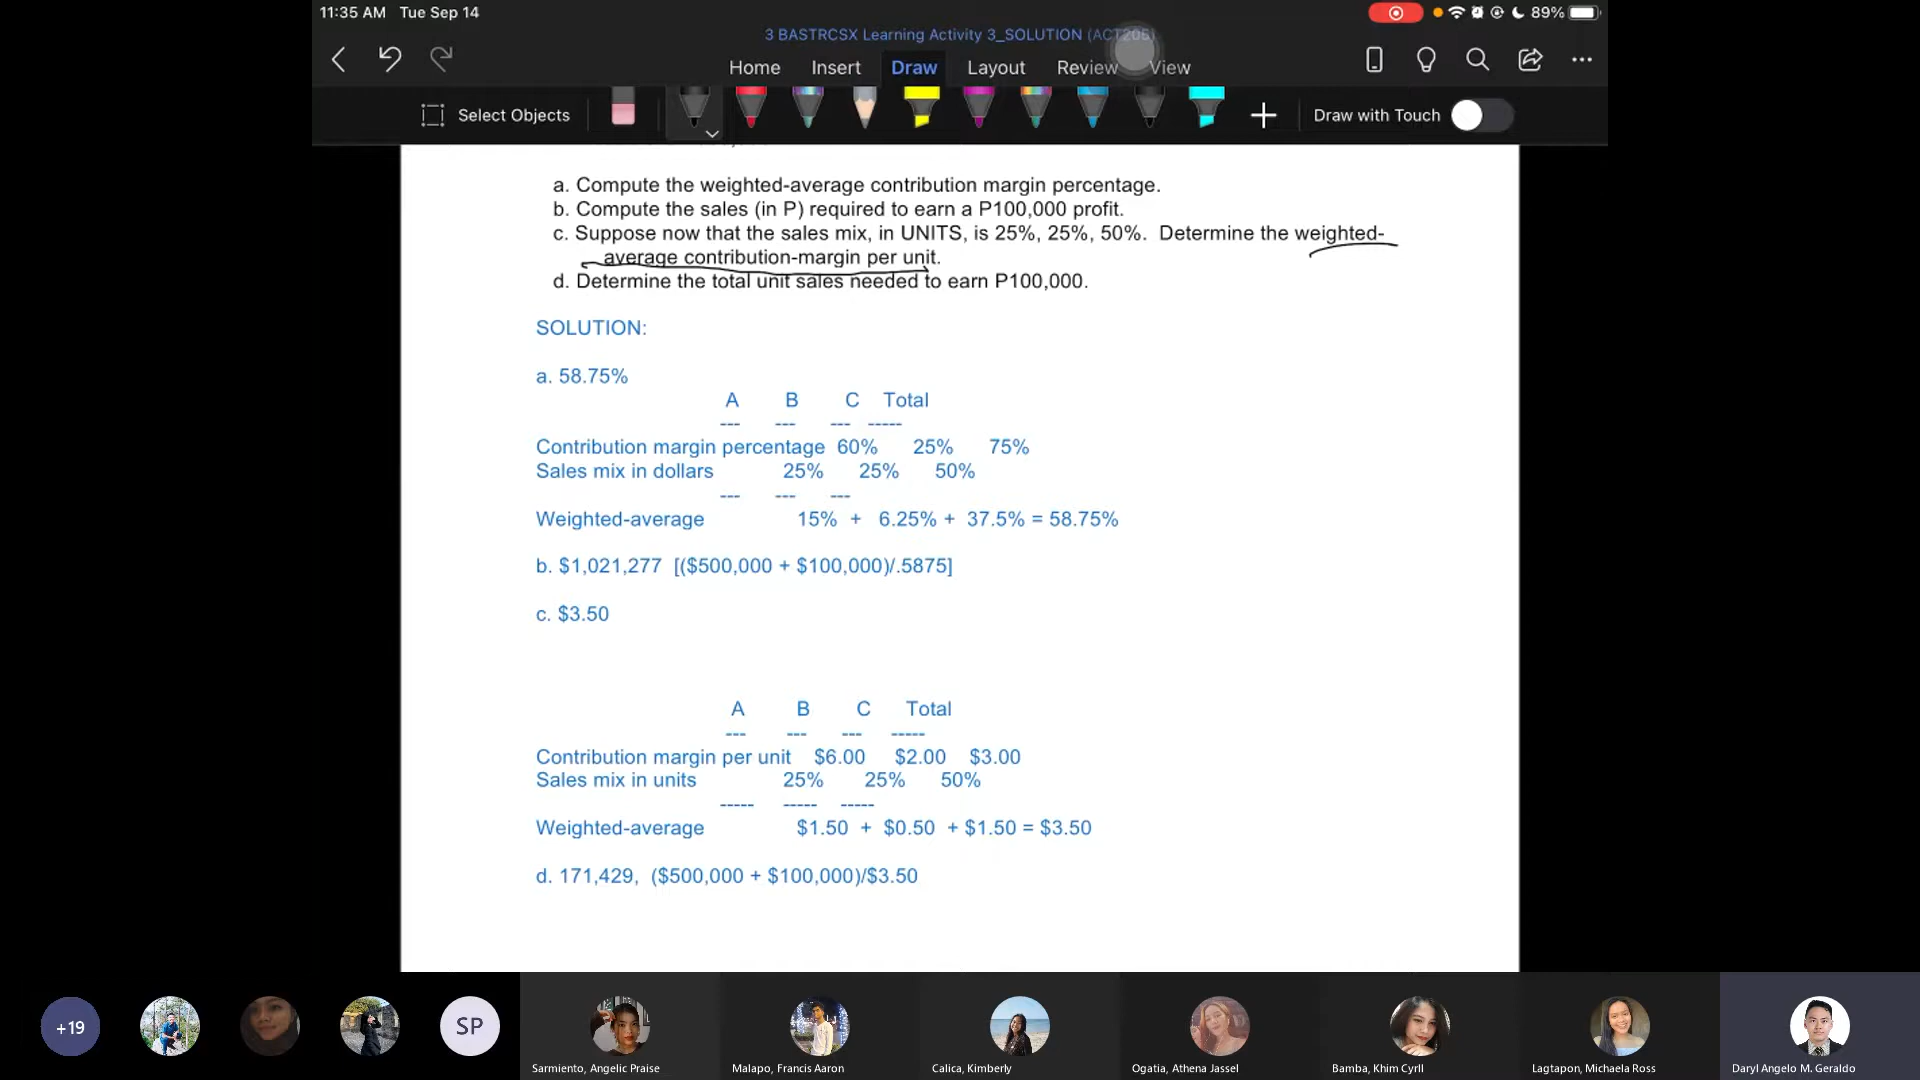 11:35 AM Tue Sep 14
89%
3 BASTRCSX Learning Activity 3_SOLUTION (ACT205)
Home Insert Draw Layout Review View
Select Objects
Draw with Touch
a. Compute the weighted-average contribution margin percentage.
b. Compute the sales (in P) required to earn a P100,000 profit.
c. Suppose now that the sales mix, in UNITS, is 25%, 25%, 50%. Determine the weighted-
average contribution-margin per unit.
d. Determine the total unit sales needed to earn P100,000.
SOLUTION:
a. 58.75%
A B C Total
--- --- --- -----
Contribution margin percentage 60% 25% 75%
Sales mix in dollars 25% 25% 50%
--- --- ---
Weighted-average 15% + 6.25% + 37.5% = 58.75%
b. $1,021,277 [($500,000 + $100,000)/.5875]
c. $3.50
A B C Total
--- --- --- -----
Contribution margin per unit $6.00 $2.00 $3.00
Sales mix in units 25% 25% 50%
----- ----- -----
Weighted-average $1.50 + $0.50 + $1.50 = $3.50
d. 171,429, ($500,000 + $100,000)/$3.50
+19
SP
Sarmiento, Angelic Praise
Malapo, Francis Aaron
Calica, Kimberly
Ogatia, Athena Jassel
Bamba, Khim Cyrll
Lagtapon, Michaela Ross
Daryl Angelo M. Geraldo